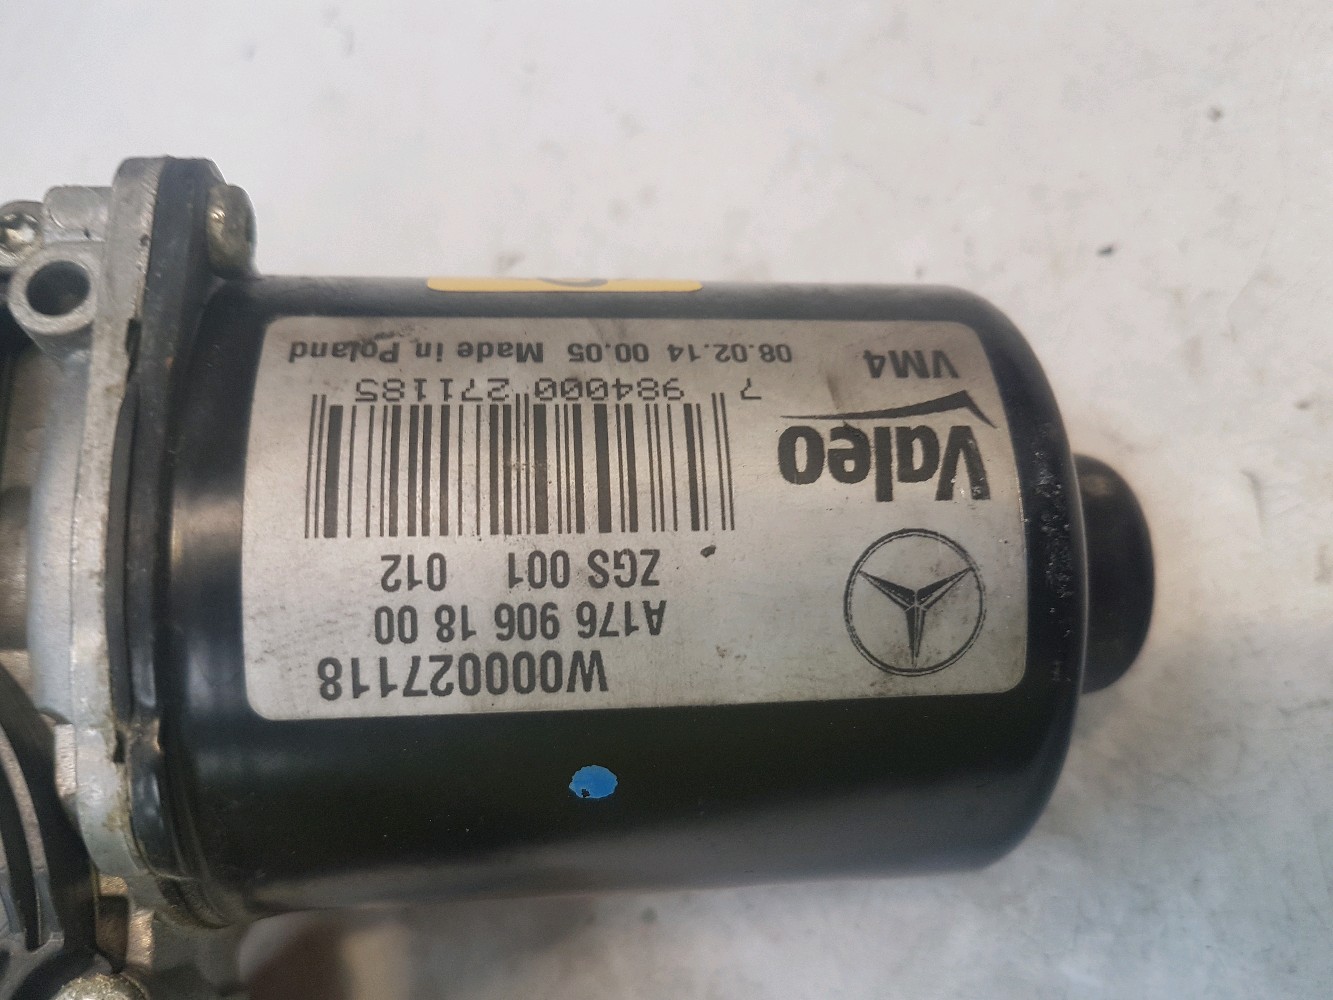 W000027118
A176 906 18 00
ZGS 001 012
Valeo
7 984000 271185
VM4
08.02.14 00.05 Made in Poland